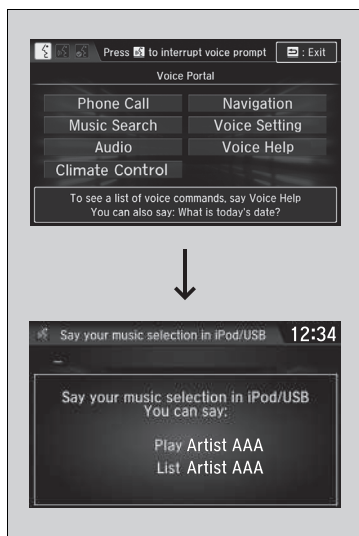 Press to interrupt voice prompt
: Exit
Voice Portal
Phone Call
Navigation
Music Search
Voice Setting
Audio
Voice Help
Climate Control
To see a list of voice commands, say Voice Help
You can also say: What is today's date?
Say your music selection in iPod/USB
12:34
Say your music selection in iPod/USB
You can say:
Play Artist AAA
List Artist AAA